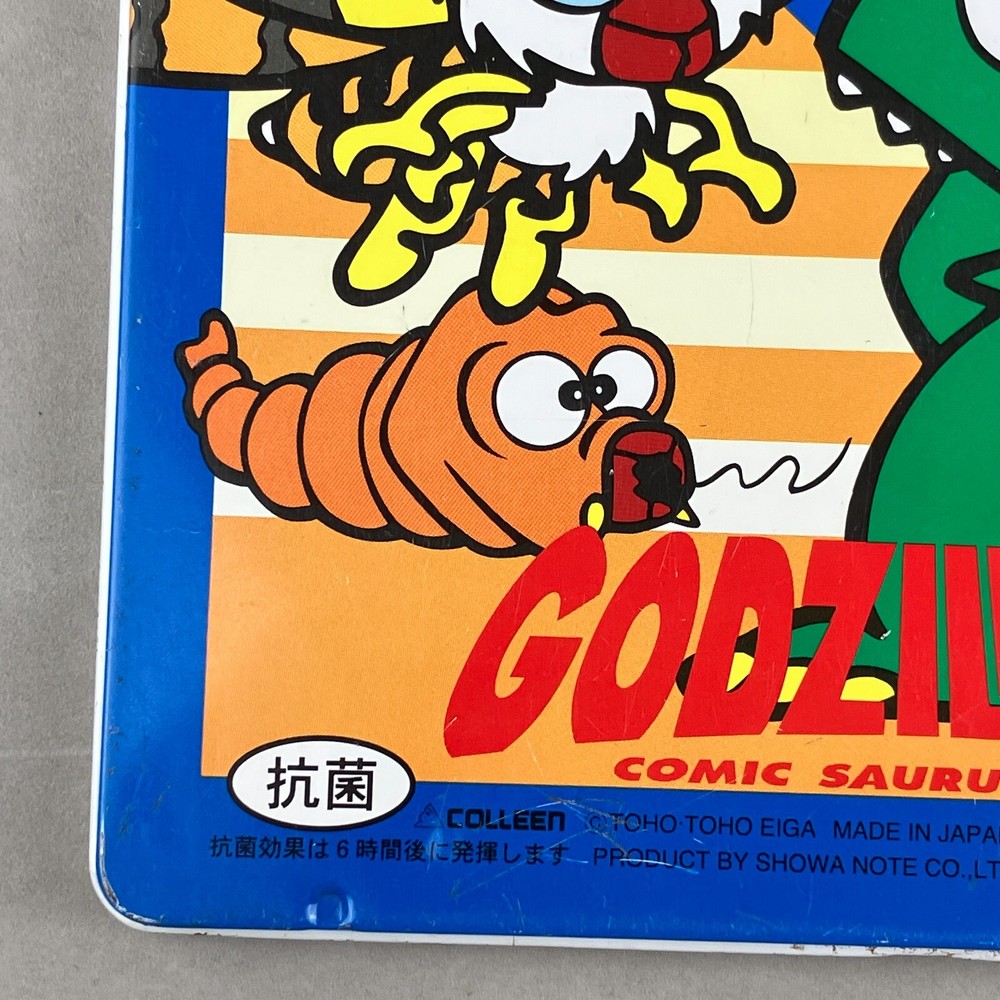 GODZIL
COMIC SAURU
抗菌
COLLEEN ©TOHO·TOHO EIGA MADE IN JAPA
抗菌効果は6時間後に発揮します PRODUCT BY SHOWA NOTE CO.,LT